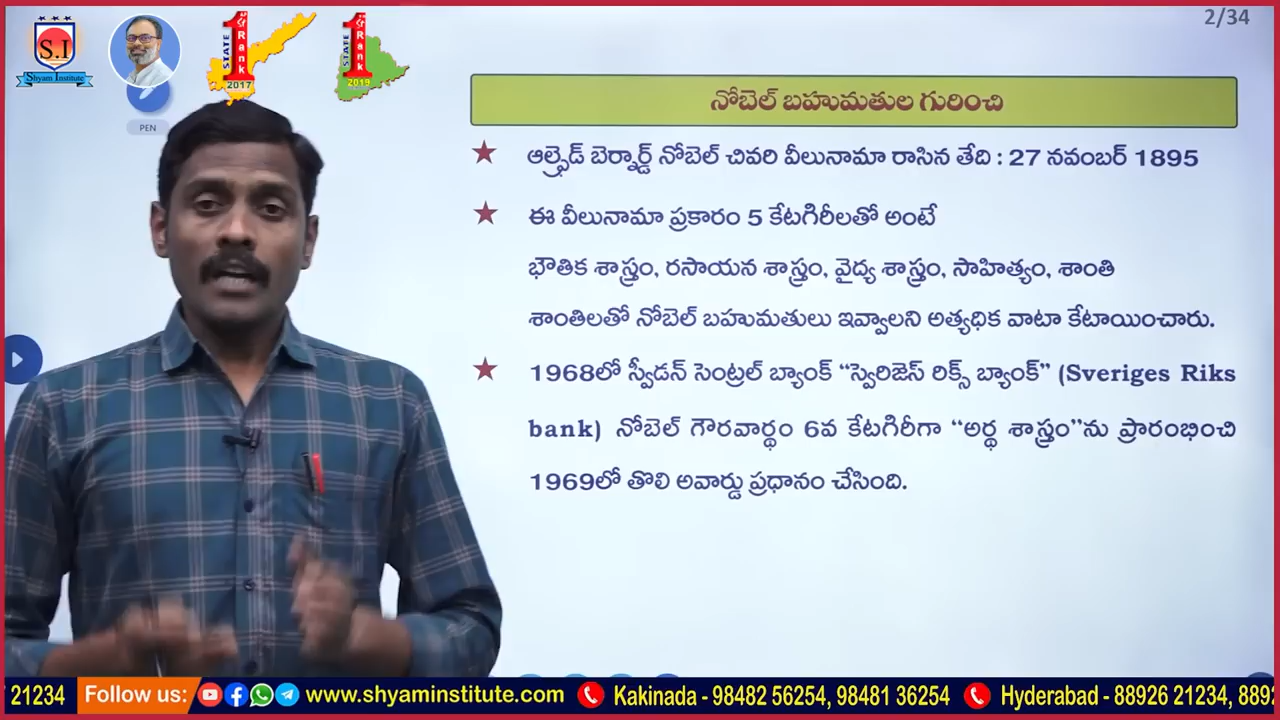 2/34
S.I
Shyam Institute
STATE 1st Rank 2017
STATE 1st Rank 2019
PEN
నోబెల్ బహుమతుల గురించి
ఆల్ఫ్రెడ్ బెర్నార్డ్ నోబెల్ చివరి వీలునామా రాసిన తేది : 27 నవంబర్ 1895
ఈ వీలునామా ప్రకారం 5 కేటగిరీలతో అంటే
భౌతిక శాస్త్రం, రసాయన శాస్త్రం, వైద్య శాస్త్రం, సాహిత్యం, శాంతి
శాంతిలతో నోబెల్ బహుమతులు ఇవ్వాలని అత్యధిక వాటా కేటాయించారు.
1968లో స్వీడన్ సెంట్రల్ బ్యాంక్ "స్వెరిజెస్ రిక్స్ బ్యాంక్" (Sveriges Riks
bank) నోబెల్ గౌరవార్థం 6వ కేటగిరీగా "అర్థ శాస్త్రం"ను ప్రారంభించి
1969లో తొలి అవార్డు ప్రధానం చేసింది.
21234 Follow us: www.shyaminstitute.com Kakinada - 98482 56254, 98481 36254 Hyderabad - 88926 21234, 8892